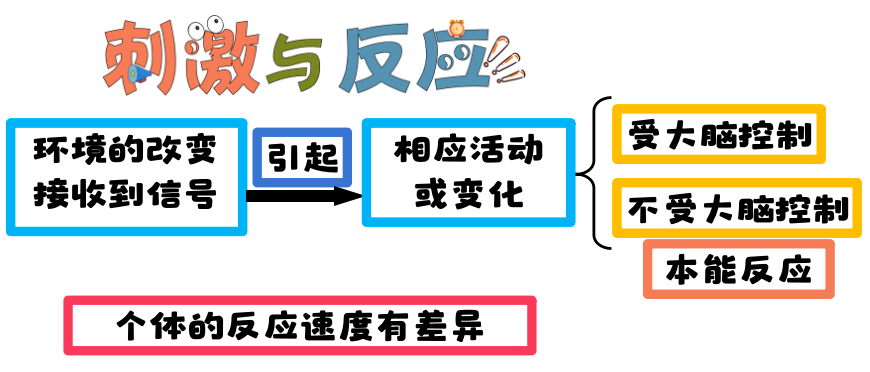 刺激与反应
环境的改变
接收到信号
引起
相应活动
或变化
受大脑控制
不受大脑控制
本能反应
个体的反应速度有差异